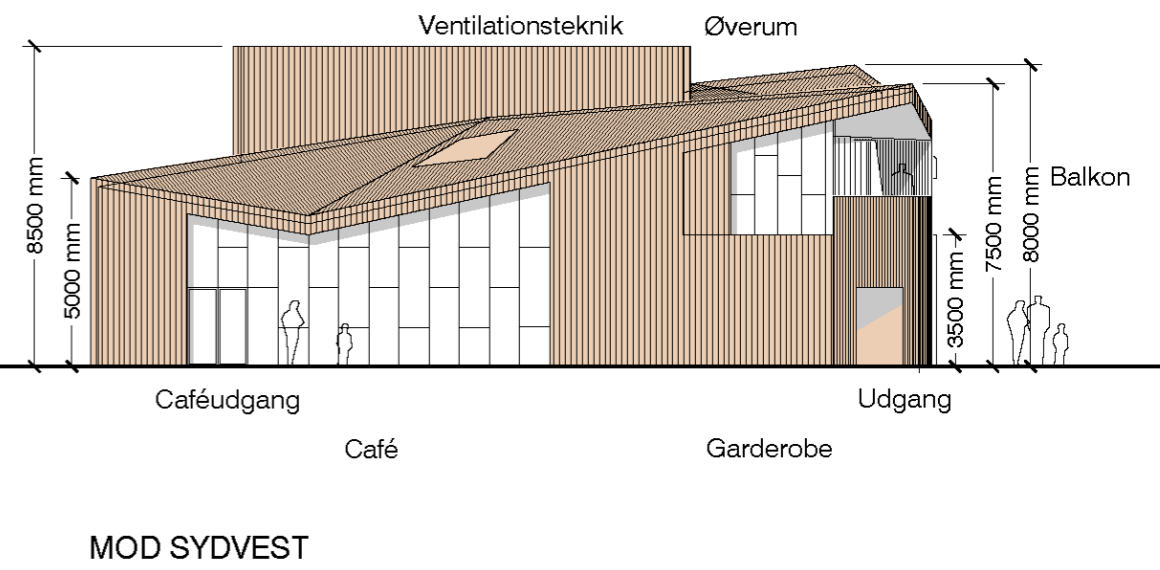 Ventilationsteknik
Øverum
8500 mm
5000 mm
3500 mm
7500 mm
8000 mm
Balkon
Caféudgang
Udgang
Café
Garderobe
MOD SYDVEST